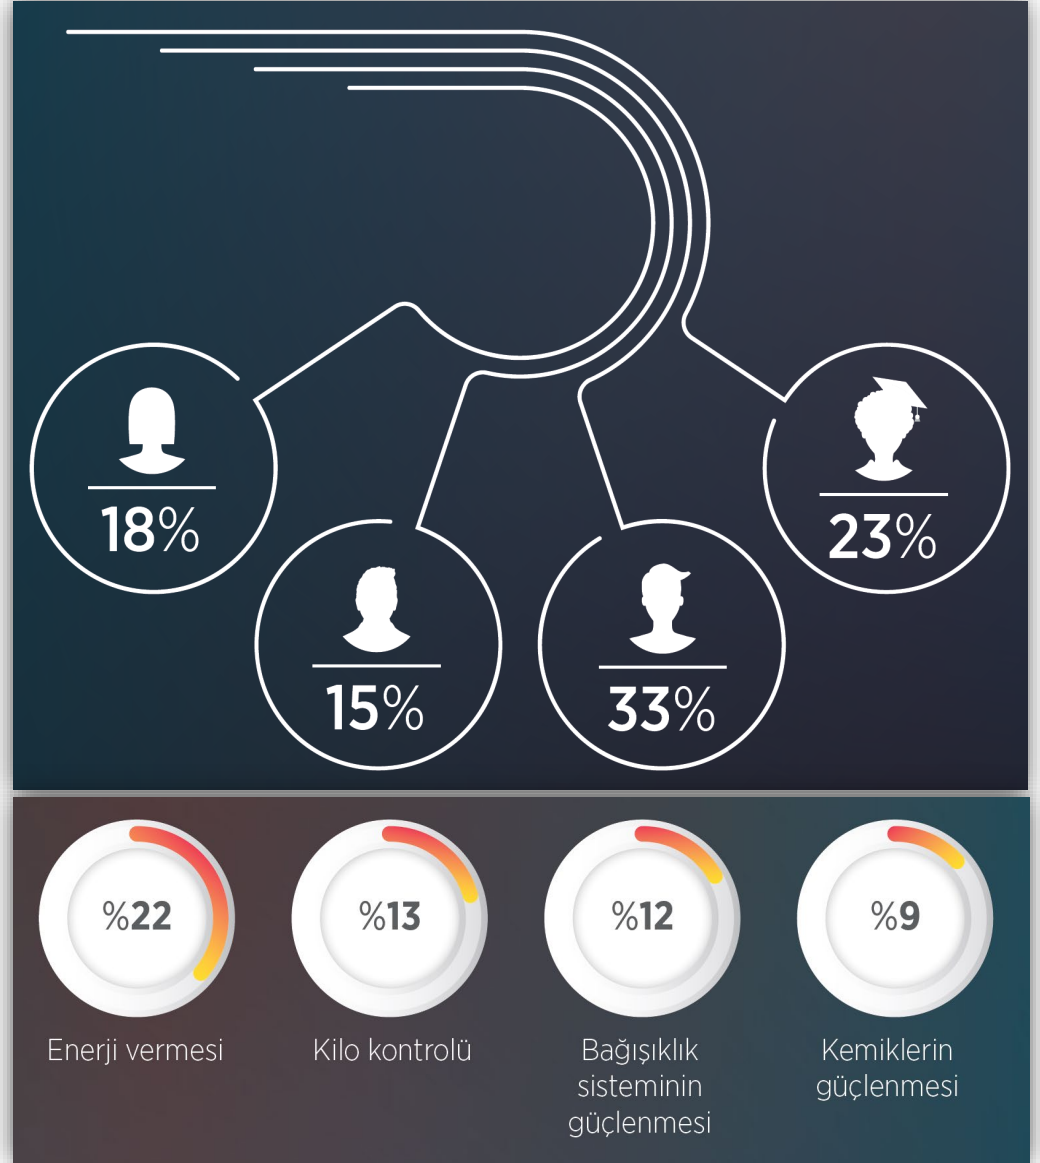 18%
23%
15%
33%
%22
%13
%12
%9
Enerji vermesi
Kilo kontrolü
Bağışıklık
sisteminin
güçlenmesi
Kemiklerin
güçlenmesi